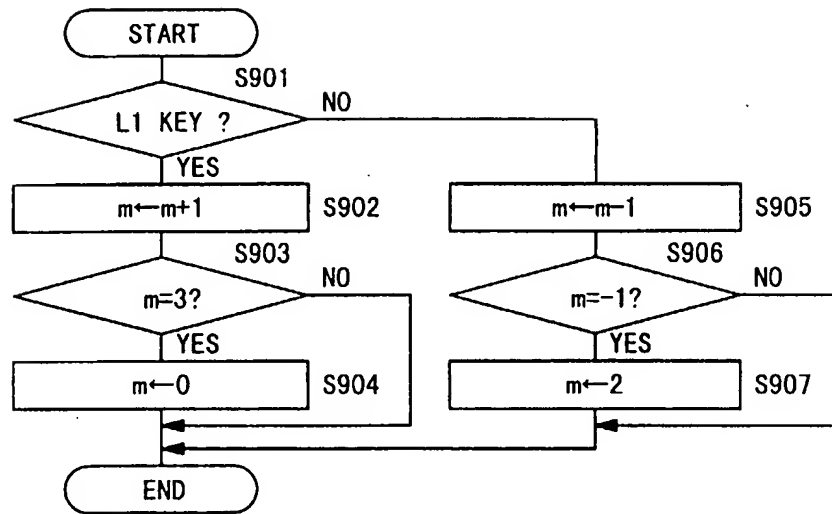 START
S901
L1 KEY ?
NO
YES
m←m+1
S902
S903
m=3?
NO
YES
m←0
S904
m←m-1
S905
S906
m=-1?
NO
YES
m←2
S907
END